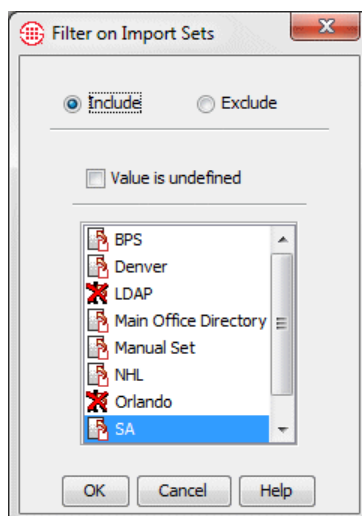 Filter on Import Sets
Include Exclude
Value is undefined
BPS
Denver
LDAP
Main Office Directory
Manual Set
NHL
Orlando
SA
OK Cancel Help